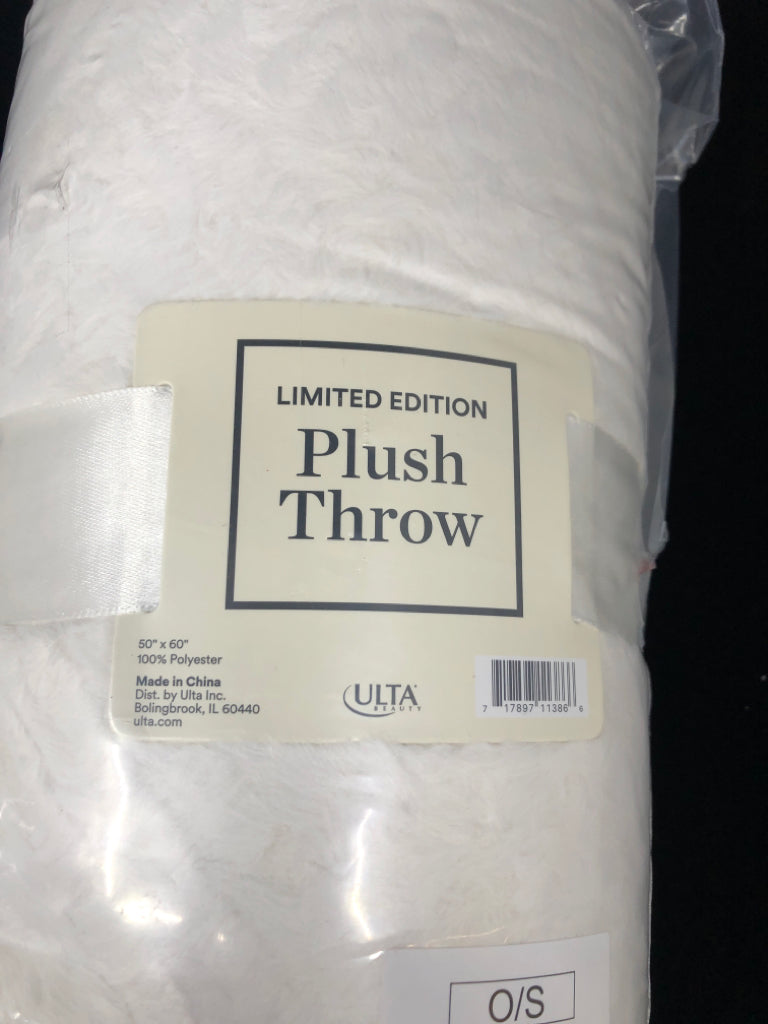 LIMITED EDITION
Plush
Throw
50" x 60"
100% Polyester
Made in China
Dist. by Ulta Inc.
Bolingbrook, IL 60440
ulta.com
ULTA
BEAUTY
7 17897 11386 6
O/S